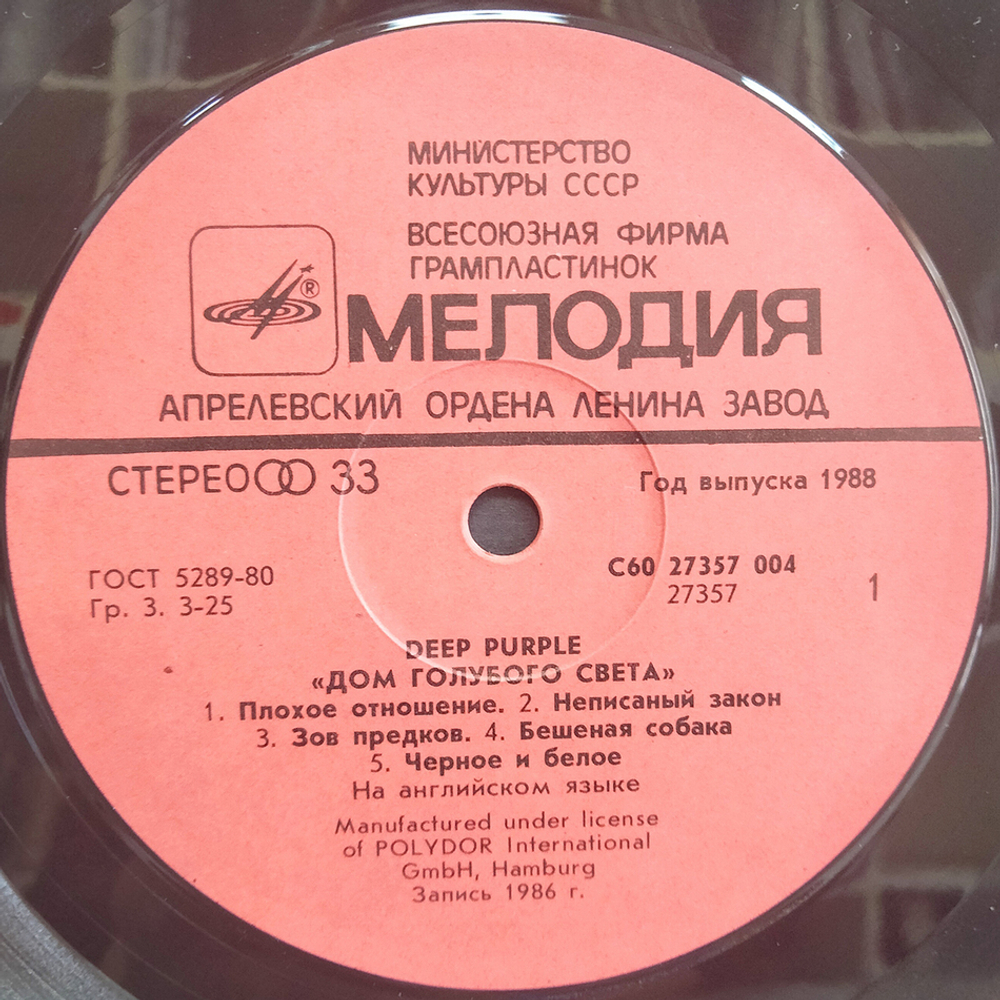 МИНИСТЕРСТВО
КУЛЬТУРЫ СССР
ВСЕСОЮЗНАЯ ФИРМА
ГРАМПЛАСТИНОК
®
МЕЛОДИЯ
АПРЕЛЕВСКИЙ ОРДЕНА ЛЕНИНА ЗАВОД
СТЕРЕО 33
Год выпуска 1988
ГОСТ 5289-80
Гр. 3. 3-25
С60 27357 004
27357
1
DEEP PURPLE
«ДОМ ГОЛУБОГО СВЕТА»
1. Плохое отношение. 2. Неписаный закон
3. Зов предков. 4. Бешеная собака
5. Черное и белое
На английском языке
Manufactured under license
of POLYDOR International
GmbH, Hamburg
Запись 1986 г.